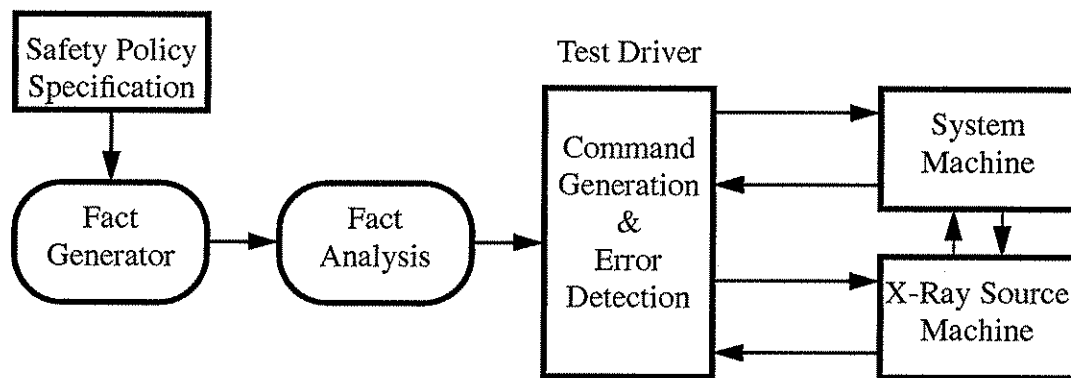 Safety Policy
Specification
Test Driver
Fact
Generator
Fact
Analysis
Command
Generation
&
Error
Detection
System
Machine
X-Ray Source
Machine